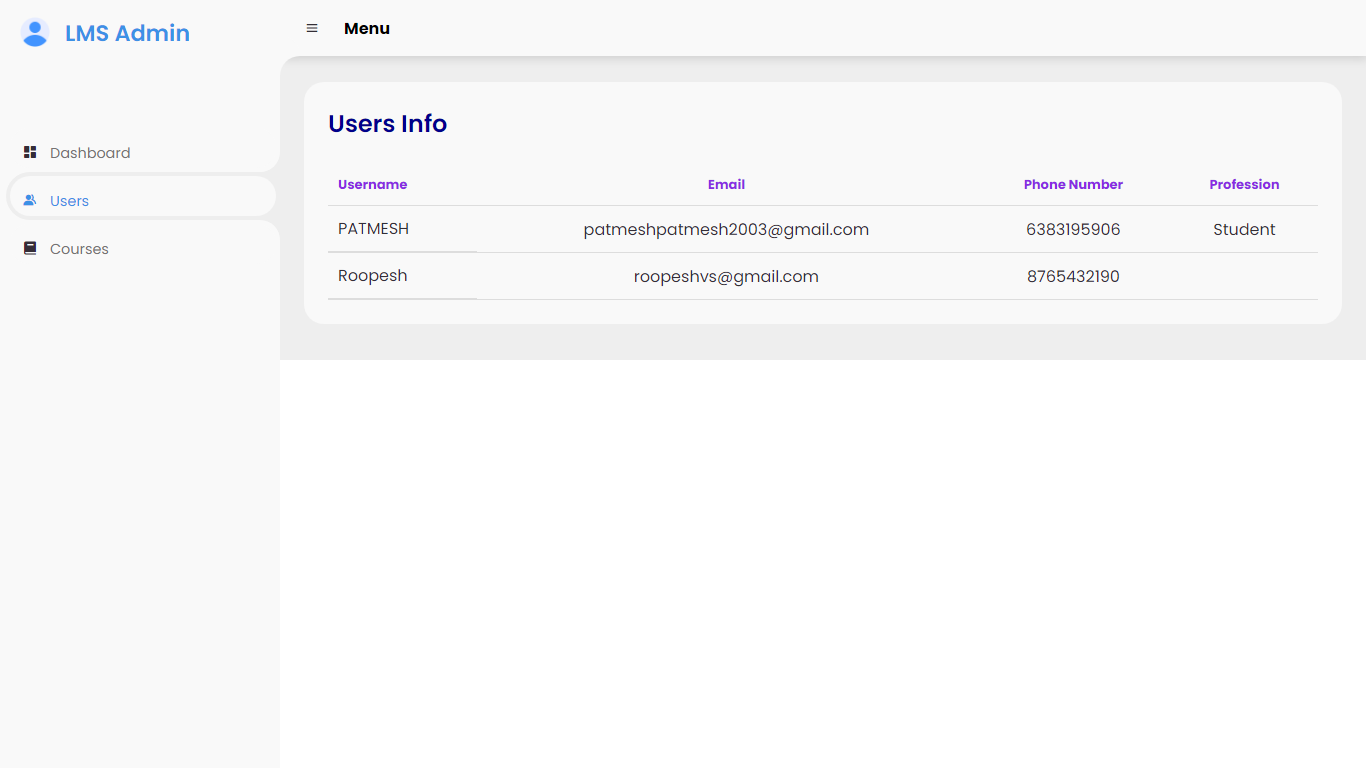 LMS Admin
Menu
Dashboard
Users
Courses
Users Info
Username Email Phone Number Profession
PATMESH patmeshpatmesh2003@gmail.com 6383195906 Student
Roopesh roopeshvs@gmail.com 8765432190